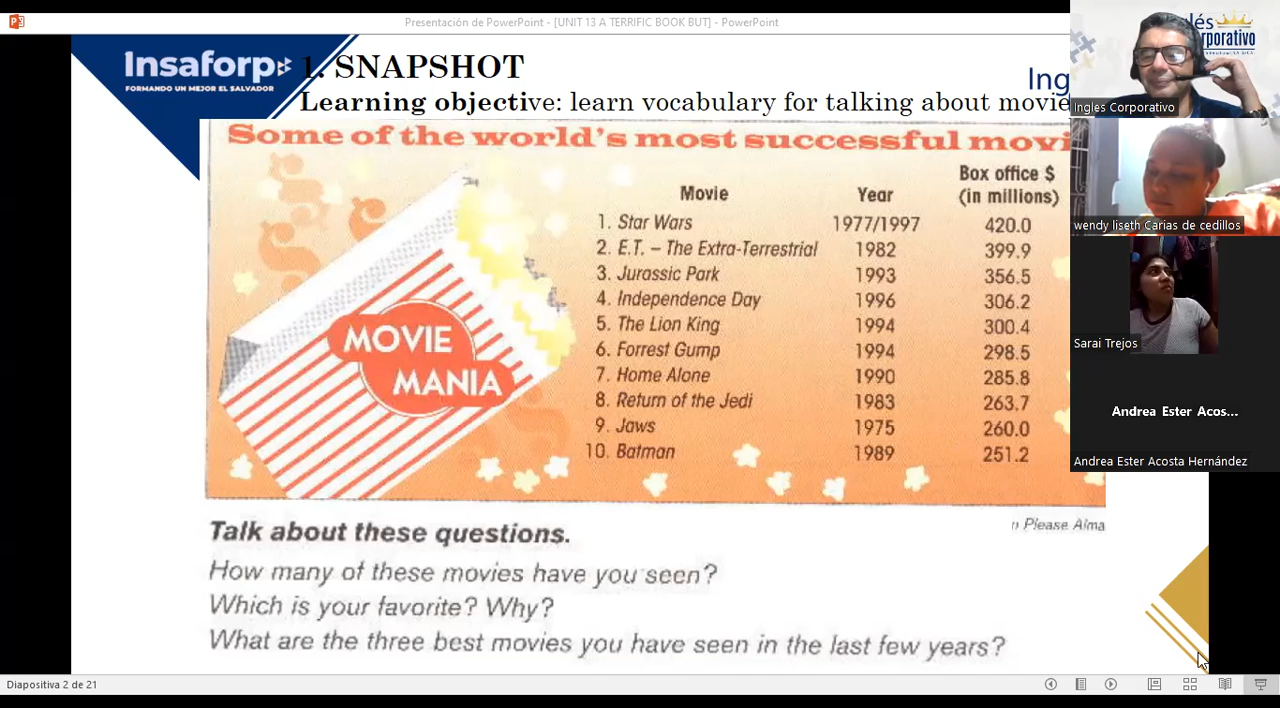 Presentación de PowerPoint - [UNIT 13 A TERRIFIC BOOK BUT] - PowerPoint
Insaforp
FORMANDO UN MEJOR EL SALVADOR
1. SNAPSHOT
Learning objective: learn vocabulary for talking about movie
Ing
Some of the world's most successful movi
Movie Year Box office $ (in millions)
1. Star Wars 1977/1997 420.0
2. E.T. – The Extra-Terrestrial 1982 399.9
3. Jurassic Park 1993 356.5
4. Independence Day 1996 306.2
5. The Lion King 1994 300.4
6. Forrest Gump 1994 298.5
7. Home Alone 1990 285.8
8. Return of the Jedi 1983 263.7
9. Jaws 1975 260.0
10. Batman 1989 251.2
MOVIE
MANIA
Please Alma
Talk about these questions.
How many of these movies have you seen?
Which is your favorite? Why?
What are the three best movies you have seen in the last few years?
Diapositiva 2 de 21
Ingles Corporativo
wendy liseth Carias de cedillos
Sarai Trejos
Andrea Ester Acos...
Andrea Ester Acosta Hernández